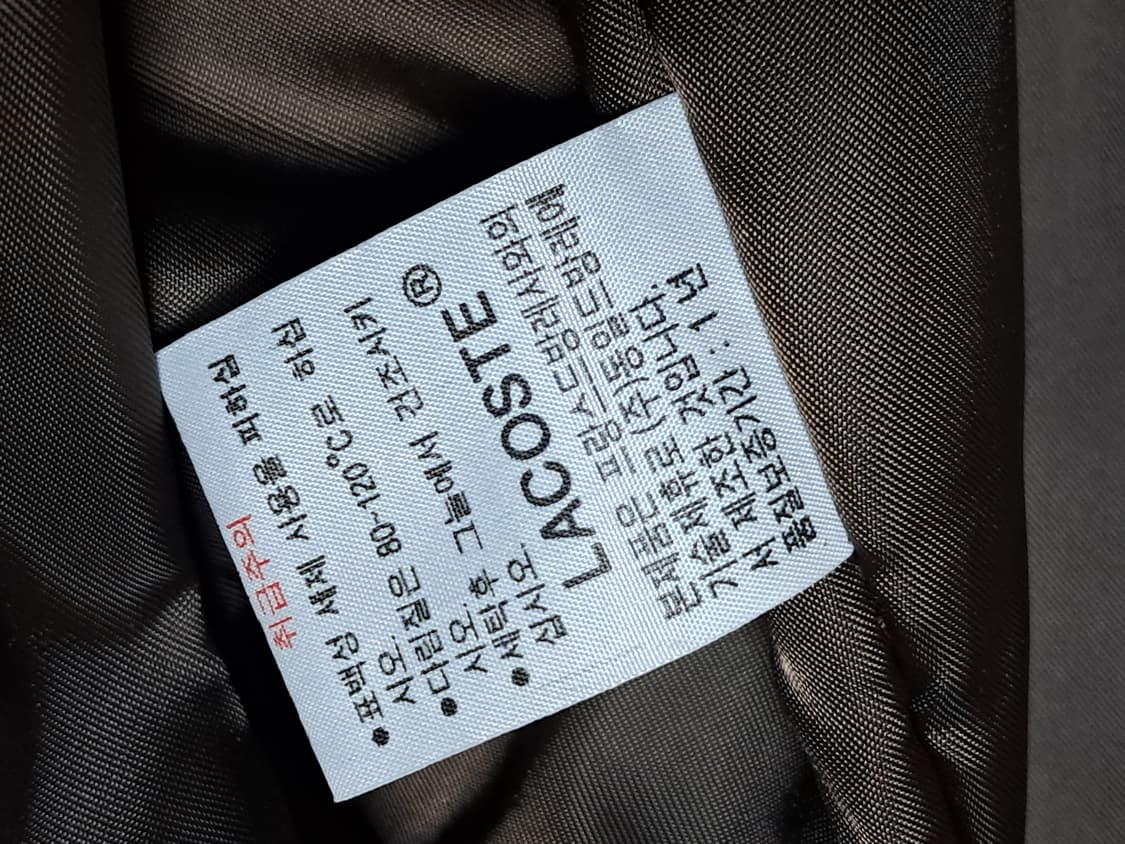 취급주의
•표백성 세제 사용을 피하십
시오
•다림질은 80~120℃로 하십
시오.
•세탁후 그늘에서 건조시키
십시오
LACOSTE®
본제품은 프랑스라코스테사와의
기술제휴로 (주)동일드방레에
서 제조한 것입니다.
품질보증기간 : 1 년